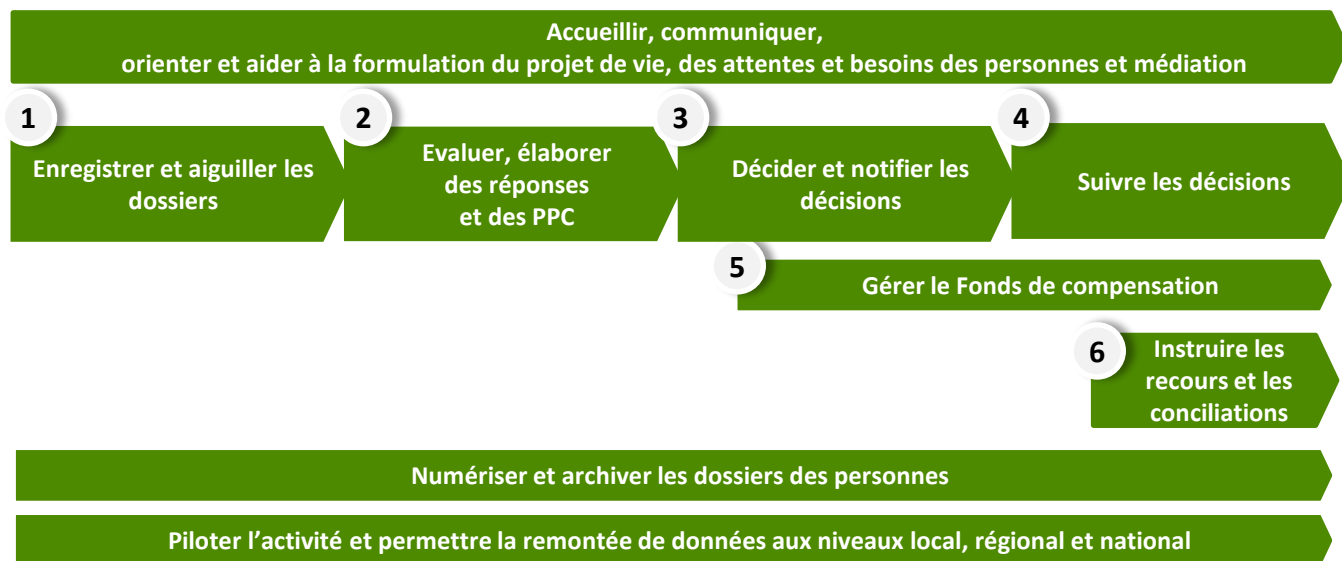 Accueillir, communiquer,
orienter et aider à la formulation du projet de vie, des attentes et besoins des personnes et médiation
1
Enregistrer et aiguiller les
dossiers
2
Evaluer, élaborer
des réponses
et des PPC
3
Décider et notifier les
décisions
4
Suivre les décisions
5
Gérer le Fonds de compensation
6
Instruire les
recours et les
conciliations
Numériser et archiver les dossiers des personnes
Piloter l’activité et permettre la remontée de données aux niveaux local, régional et national